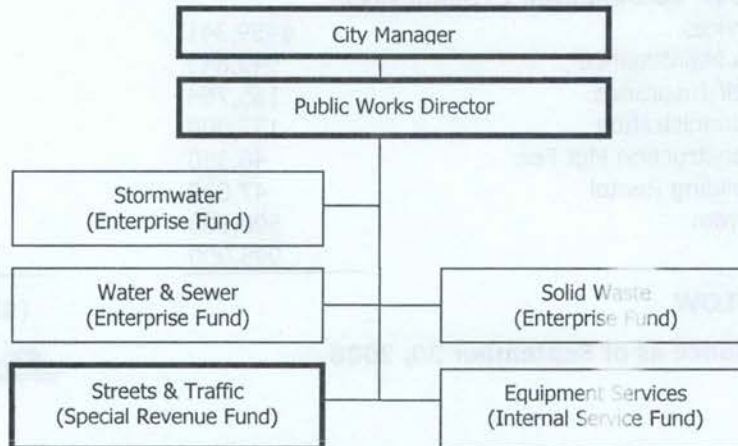 City Manager
Public Works Director
Stormwater
(Enterprise Fund)
Water & Sewer
(Enterprise Fund)
Solid Waste
(Enterprise Fund)
Streets & Traffic
(Special Revenue Fund)
Equipment Services
(Internal Service Fund)